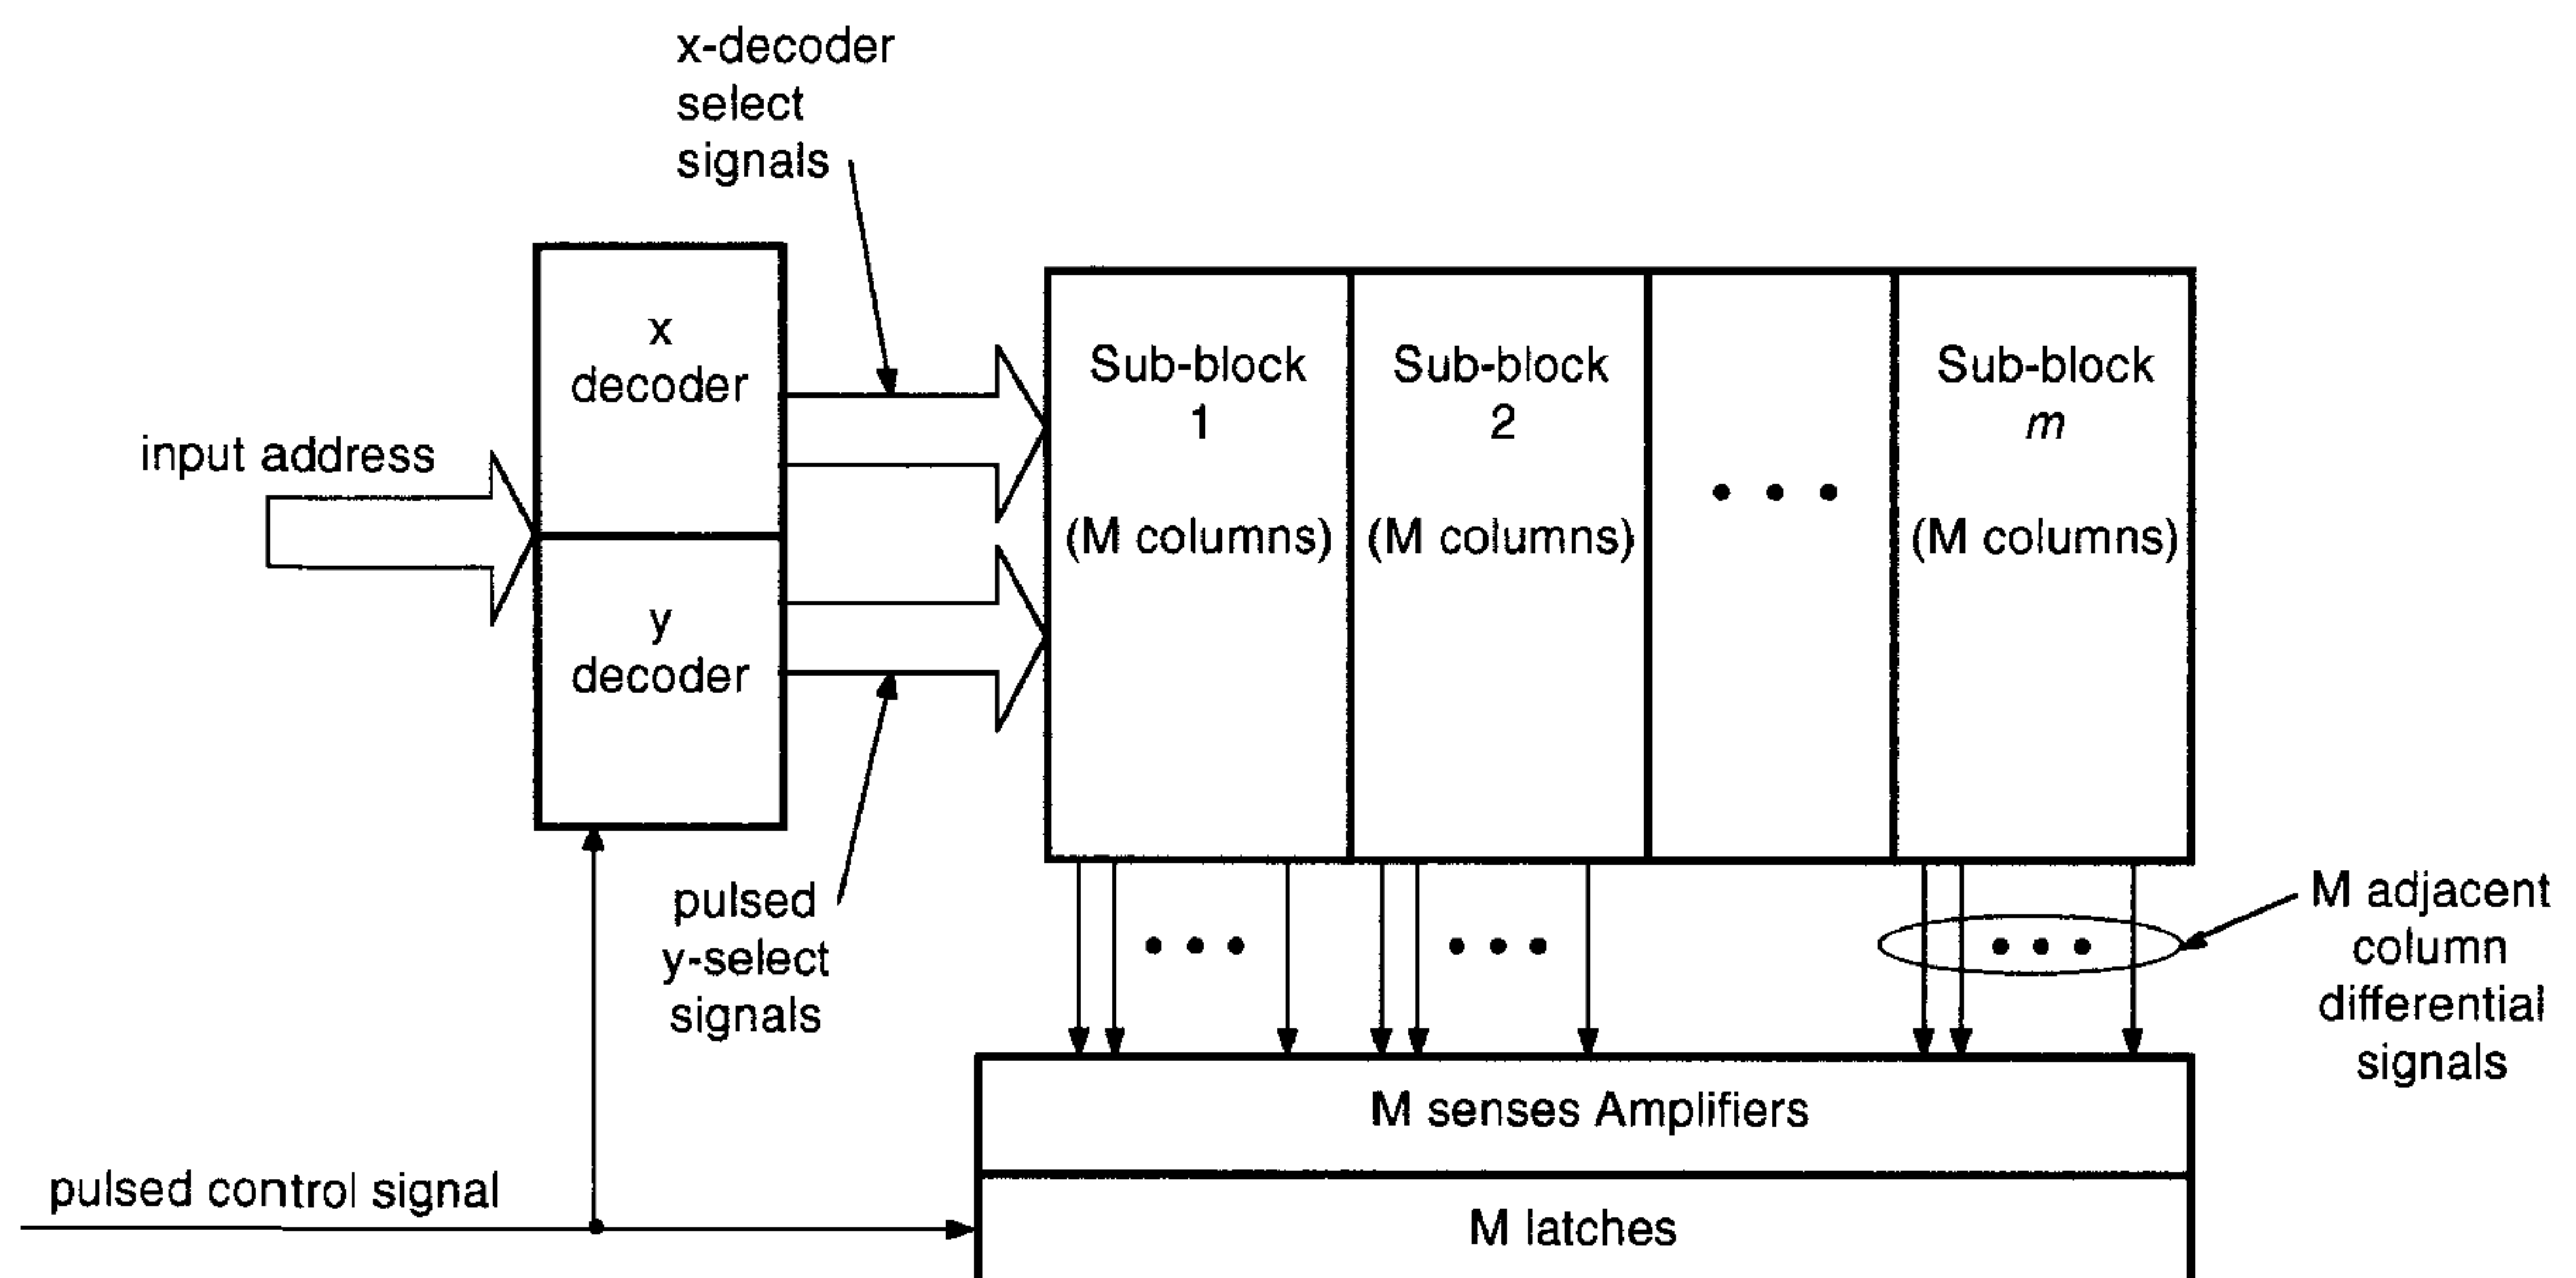 x-decoder
select
signals
x
decoder
input address
y
decoder
pulsed
y-select
signals
pulsed control signal
Sub-block
1
(M columns)
Sub-block
2
(M columns)
Sub-block
m
(M columns)
M adjacent
column
differential
signals
M senses Amplifiers
M latches